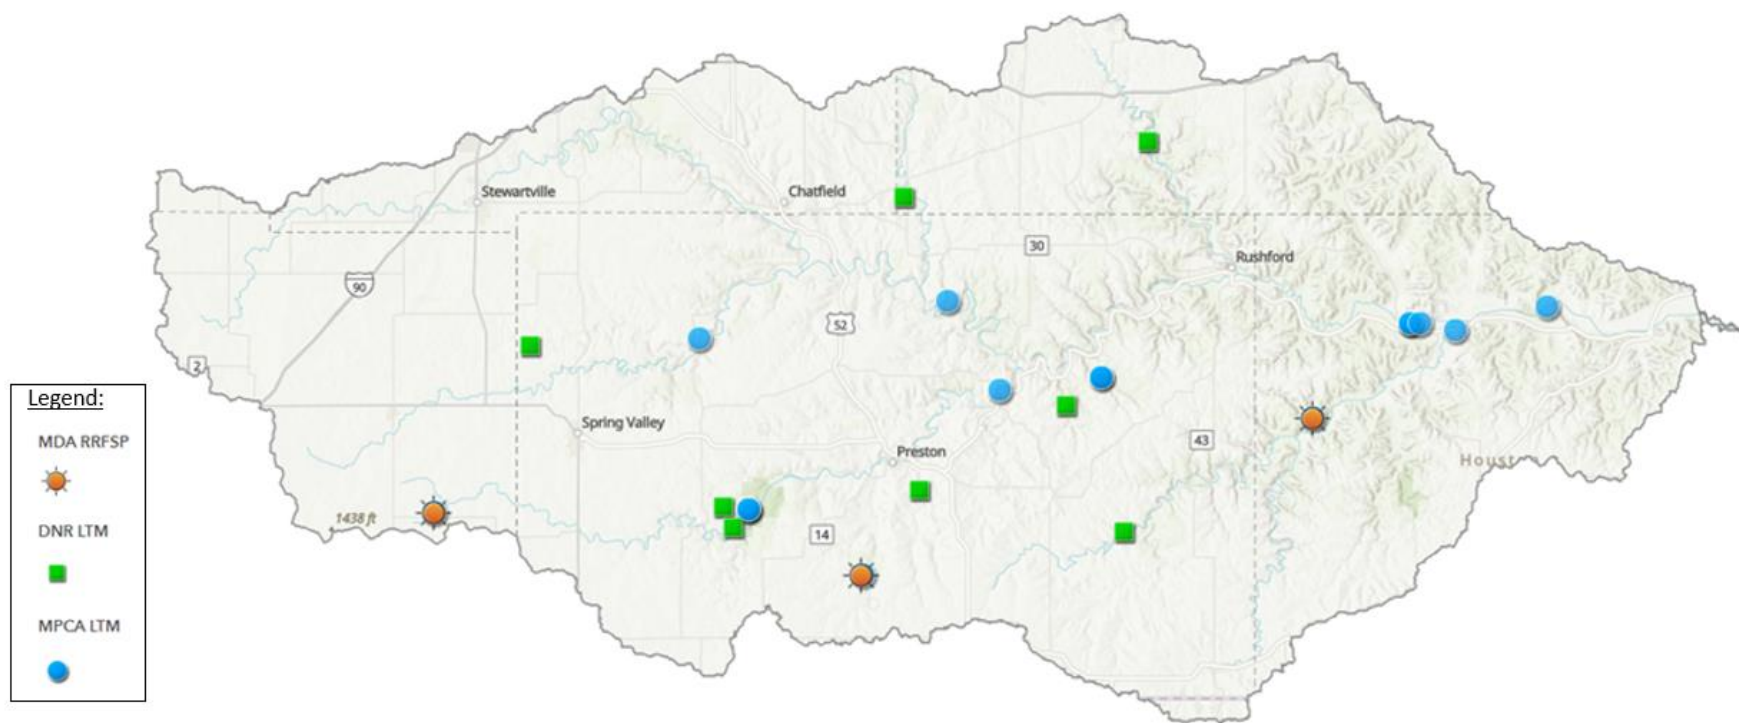 Stewartville
Chatfield
30
Rushford
90
52
2
Legend:
MDA RRFSP
Spring Valley
43
Preston
Houst
1438 ft
DNR LTM
14
MPCA LTM